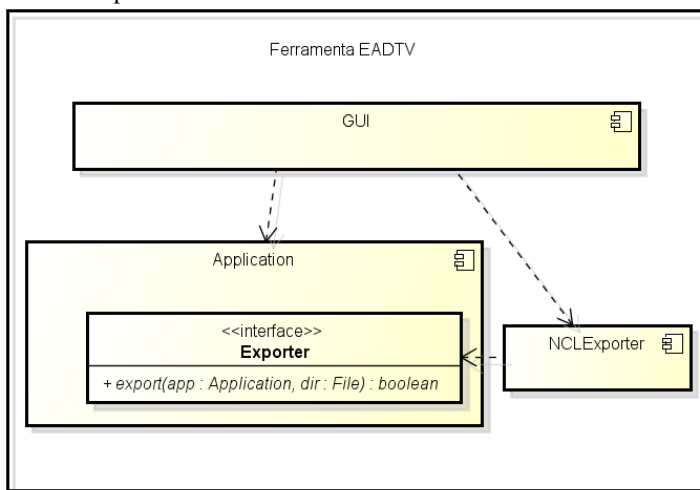 Ferramenta EADTV
GUI
Application
<<interface>>
Exporter
+ export(app : Application, dir : File) : boolean
NCLExporter